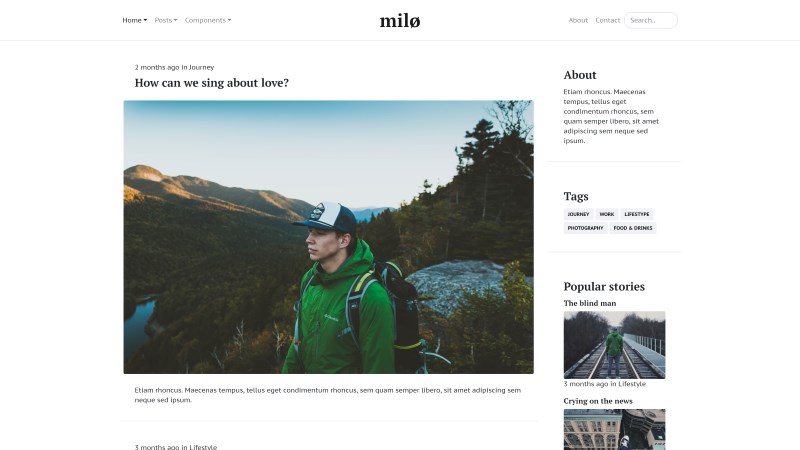 Home Posts Components
milø
About Contact Search..
2 months ago in Journey
How can we sing about love?
Etiam rhoncus. Maecenas tempus, tellus eget condimentum rhoncus, sem quam semper libero, sit amet adipiscing sem
neque sed ipsum.
3 months ago in Lifestyle
About
Etiam rhoncus. Maecenas
tempus, tellus eget
condimentum rhoncus, sem
quam semper libero, sit amet
adipiscing sem neque sed
ipsum.
Tags
JOURNEY WORK LIFESTYPE
PHOTOGRAPHY FOOD & DRINKS
Popular stories
The blind man
3 months ago in Lifestyle
Crying on the news